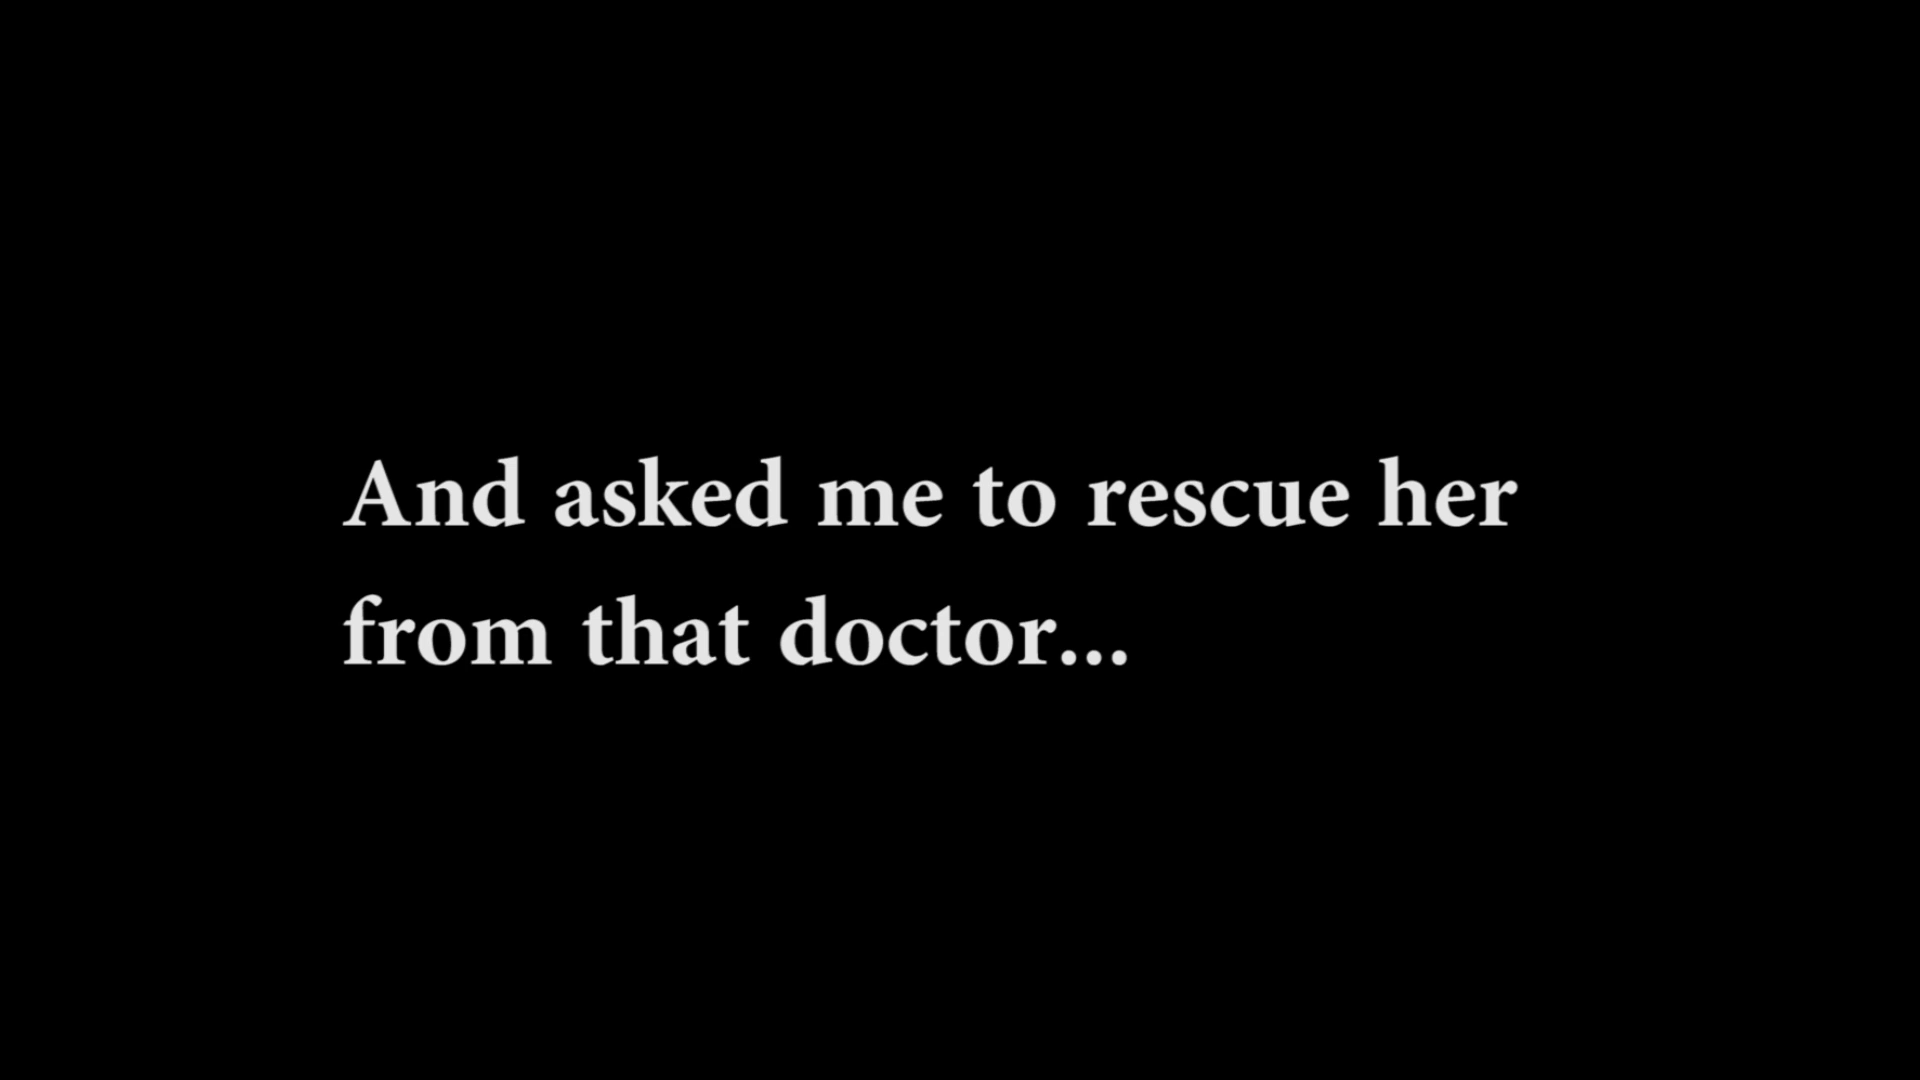 And asked me to rescue her
from that doctor...